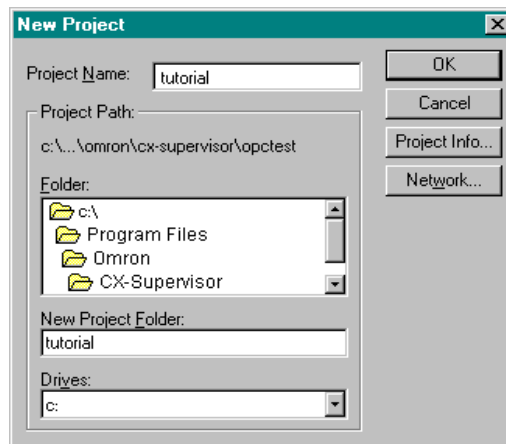 New Project
Project Name: tutorial
OK
Cancel
Project Info...
Network...
Project Path:
c:\...\omron\cx-supervisor\opctest
Folder:
c:\
Program Files
Omron
CX-Supervisor
New Project Folder:
tutorial
Drives:
c: